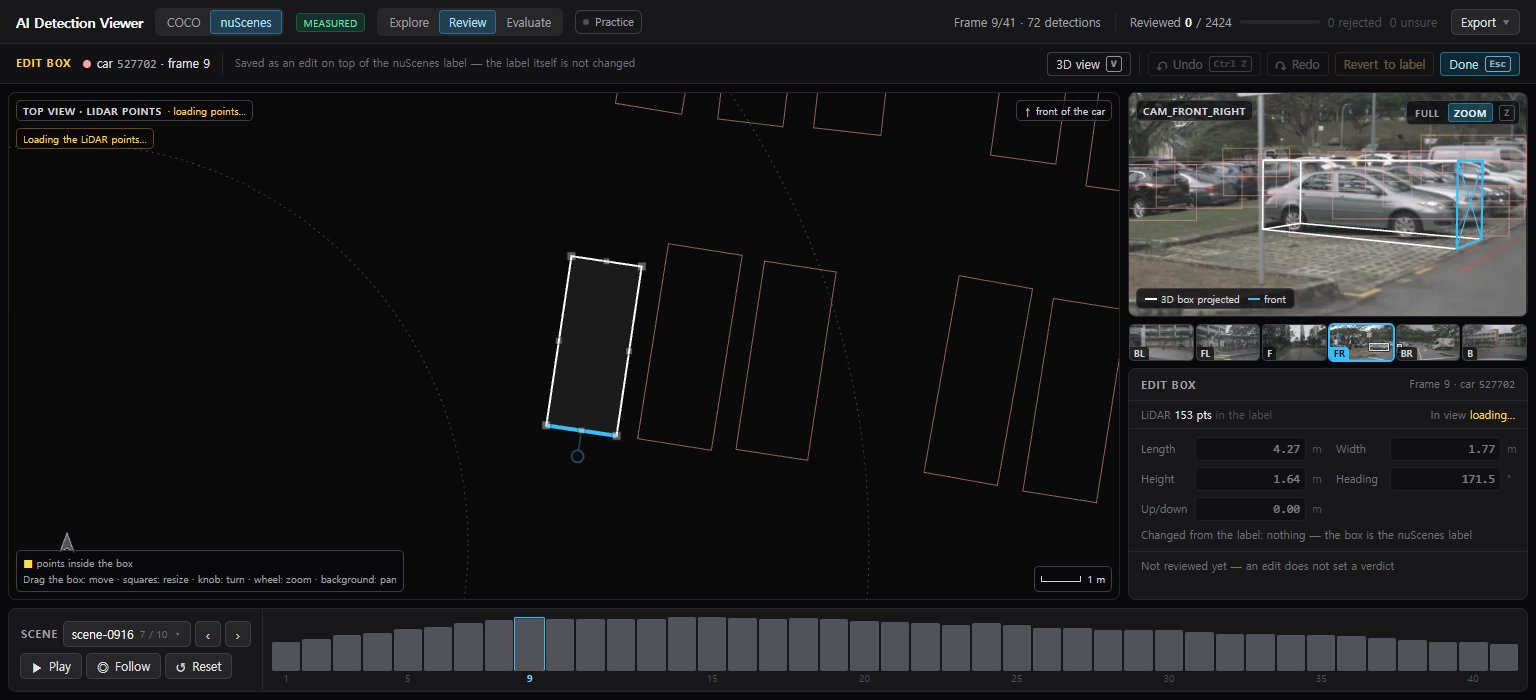 AI Detection Viewer COCO nuScenes MEASURED Explore Review Evaluate Practice Frame 9/41 · 72 detections Reviewed 0 / 2424 0 rejected 0 unsure Export
EDIT BOX car 527702 · frame 9 Saved as an edit on top of the nuScenes label — the label itself is not changed 3D view V Undo Ctrl Z Redo Revert to label Done Esc
TOP VIEW · LIDAR POINTS · loading points...
↑ front of the car
Loading the LiDAR points...
points inside the box
Drag the box: move · squares: resize · knob: turn · wheel: zoom · background: pan
1 m
CAM_FRONT_RIGHT FULL ZOOM Z
3D box projected front
BL FL F FR BR B
EDIT BOX Frame 9 · car 527702
LiDAR 153 pts in the label In view loading...
Length 4.27 m Width 1.77 m
Height 1.64 m Heading 171.5 °
Up/down 0.00 m
Changed from the label: nothing — the box is the nuScenes label
Not reviewed yet — an edit does not set a verdict
SCENE scene-0916 7 / 10 ‹ ›
Play Follow Reset
1 5 9 15 20 25 30 35 40